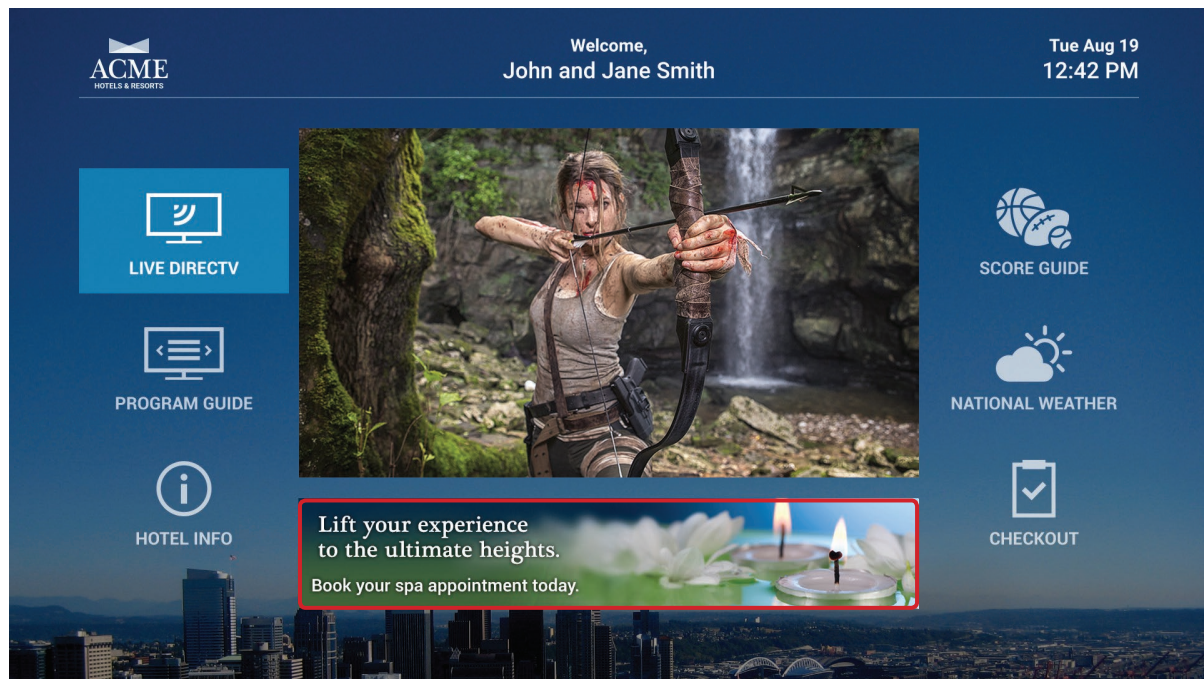 ACME
HOTELS & RESORTS
Welcome,
John and Jane Smith
Tue Aug 19
12:42 PM
LIVE DIRECTV
PROGRAM GUIDE
HOTEL INFO
SCORE GUIDE
NATIONAL WEATHER
CHECKOUT
Lift your experience
to the ultimate heights.
Book your spa appointment today.